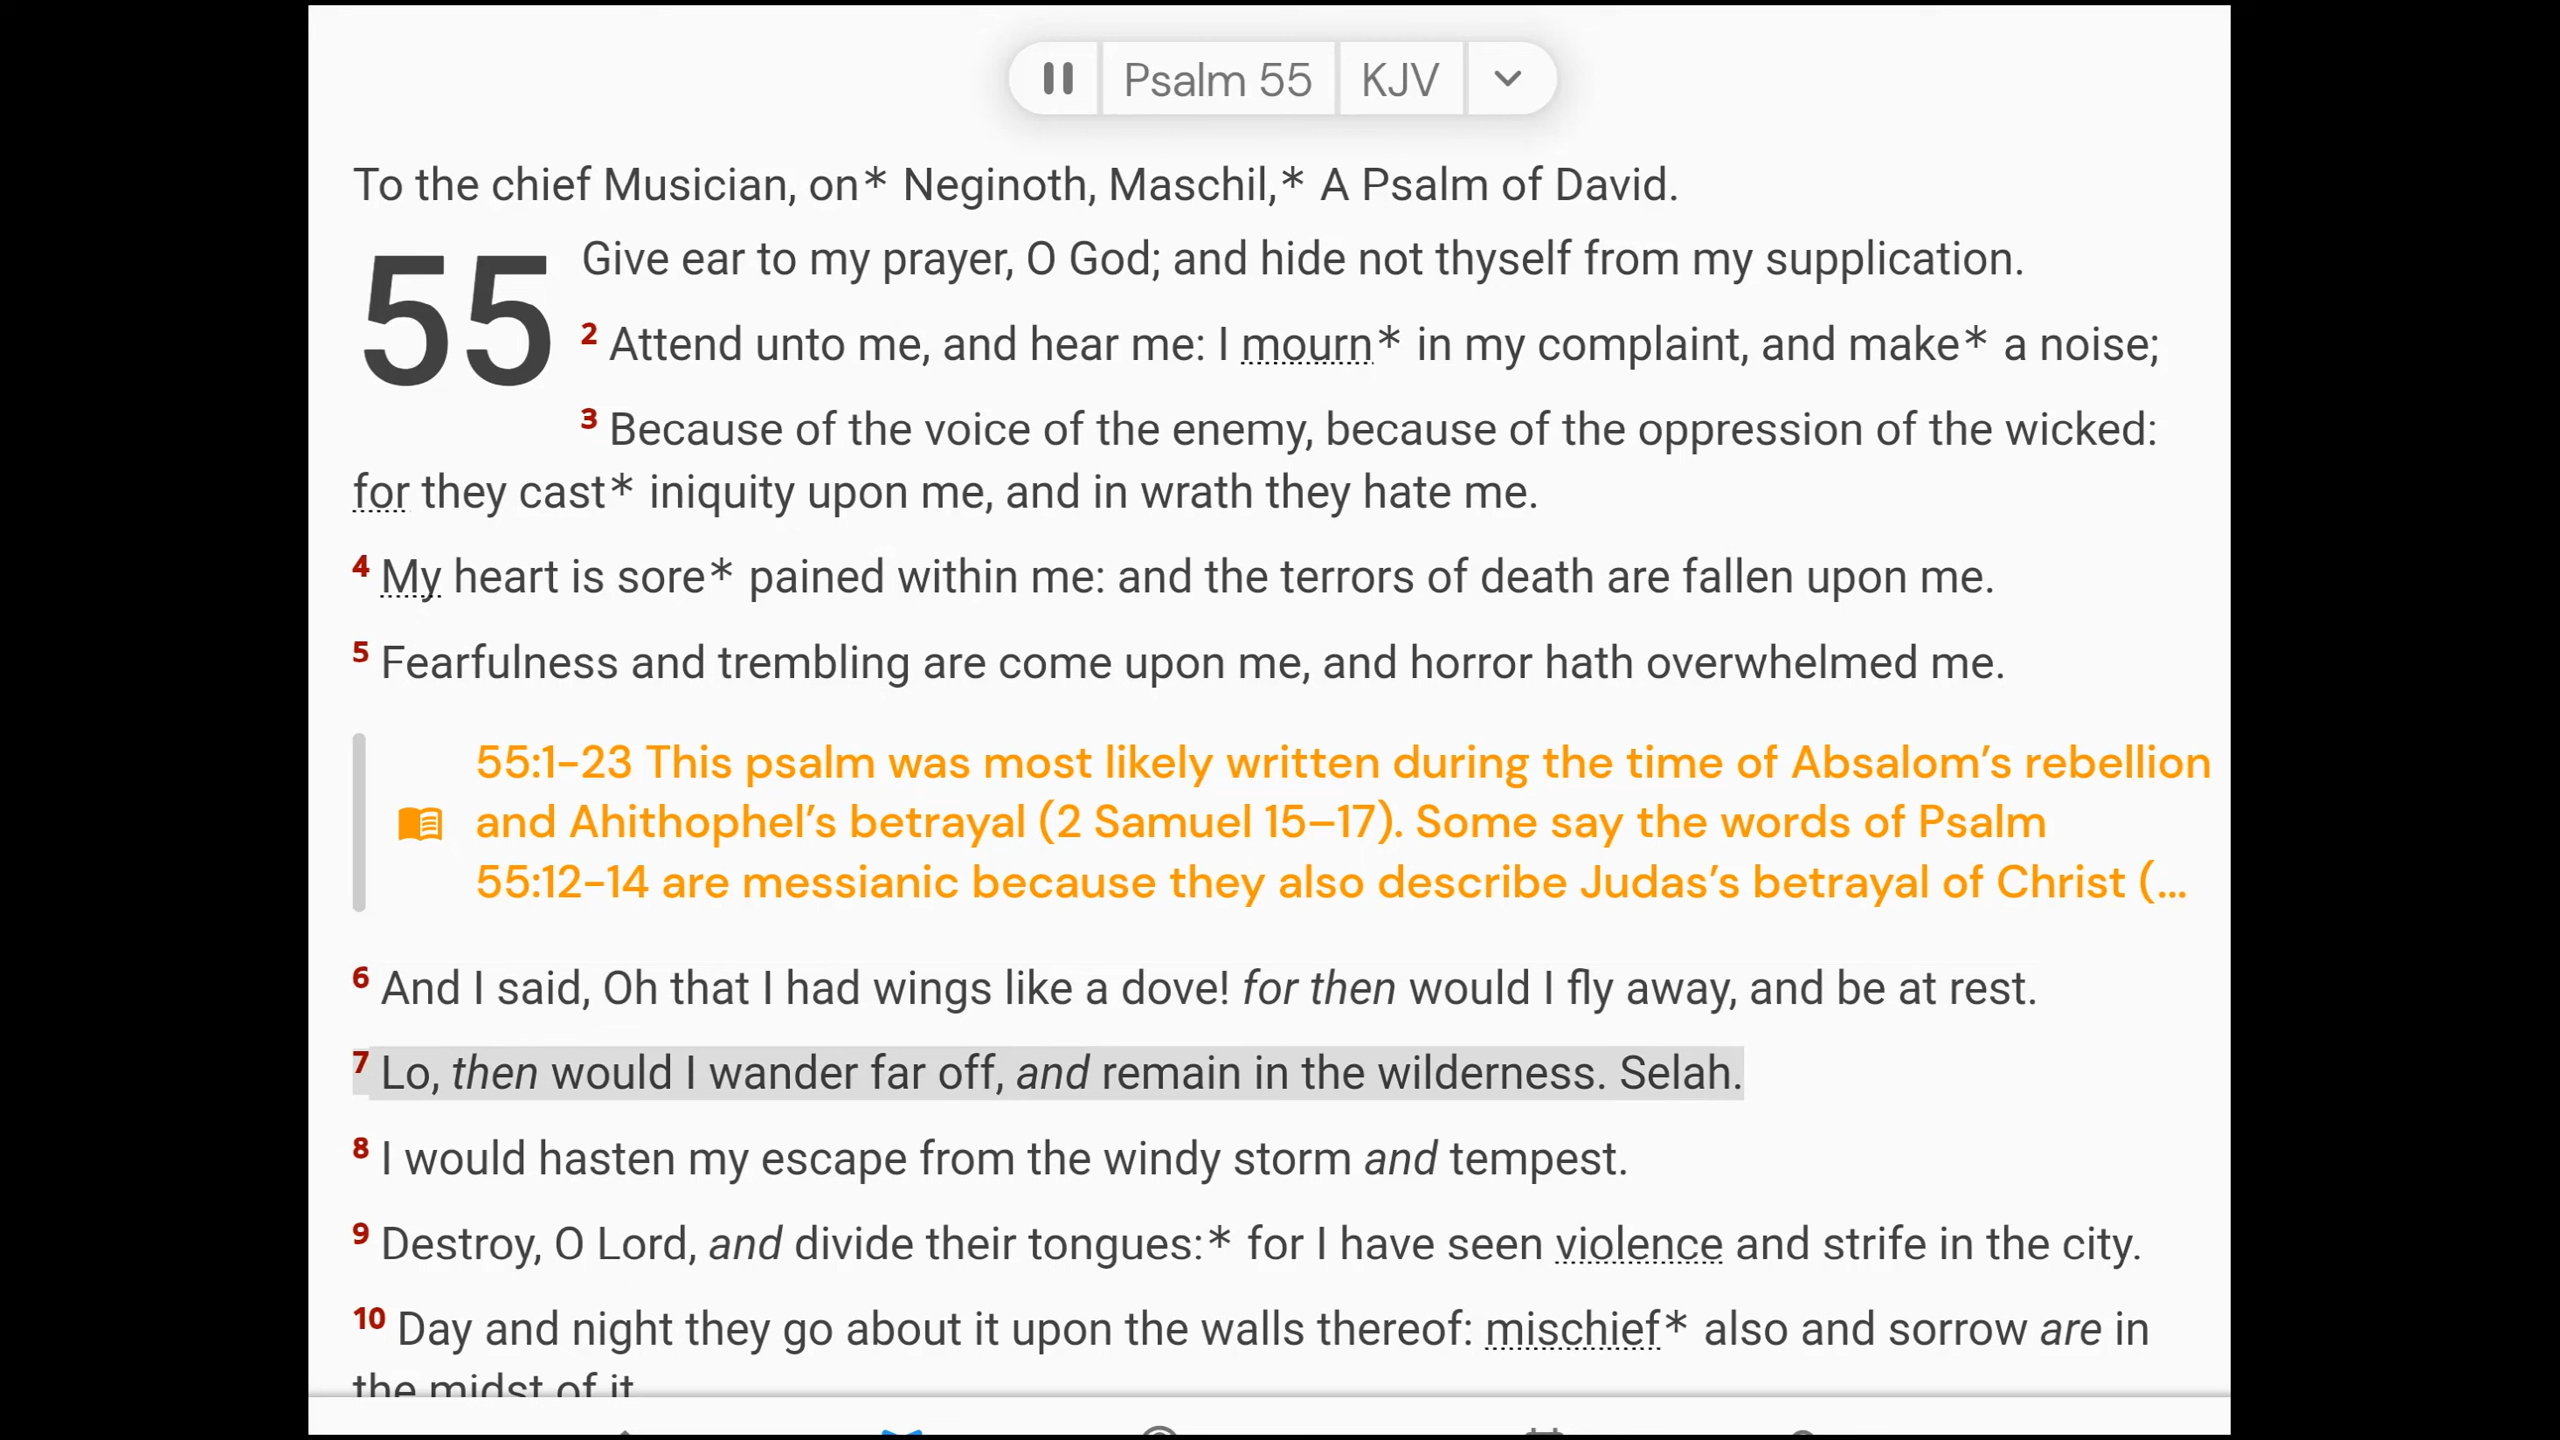 Psalm 55 KJV
To the chief Musician, on* Neginoth, Maschil,* A Psalm of David.
55 Give ear to my prayer, O God; and hide not thyself from my supplication.
2 Attend unto me, and hear me: I mourn* in my complaint, and make* a noise;
3 Because of the voice of the enemy, because of the oppression of the wicked:
for they cast* iniquity upon me, and in wrath they hate me.
4 My heart is sore* pained within me: and the terrors of death are fallen upon me.
5 Fearfulness and trembling are come upon me, and horror hath overwhelmed me.
55:1–23 This psalm was most likely written during the time of Absalom’s rebellion
and Ahithophel’s betrayal (2 Samuel 15–17). Some say the words of Psalm
55:12–14 are messianic because they also describe Judas’s betrayal of Christ (…
6 And I said, Oh that I had wings like a dove! for then would I fly away, and be at rest.
7 Lo, then would I wander far off, and remain in the wilderness. Selah.
8 I would hasten my escape from the windy storm and tempest.
9 Destroy, O Lord, and divide their tongues:* for I have seen violence and strife in the city.
10 Day and night they go about it upon the walls thereof: mischief* also and sorrow are in
the midst of it